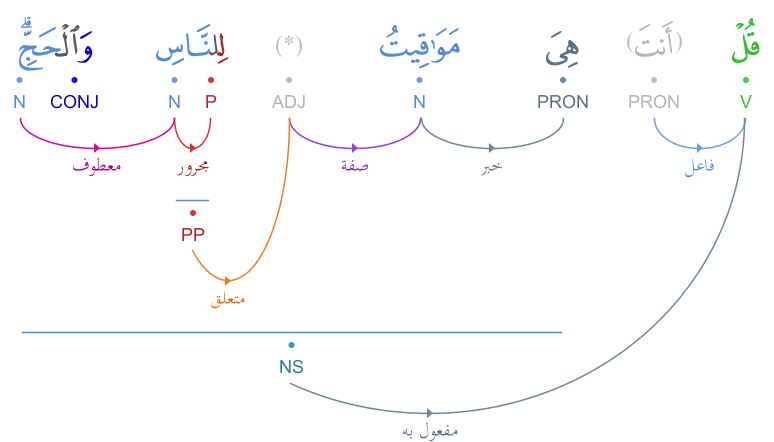 قُلْ (أَنتَ) هِىَ مَوَٰقِيتُ (*) لِلنَّاسِ وَٱلْحَجِّ ۗ
V PRON PRON N ADJ P N CONJ N
فاعل خبر صفة مجرور معطوف
PP
متعلق
NS
مفعول به